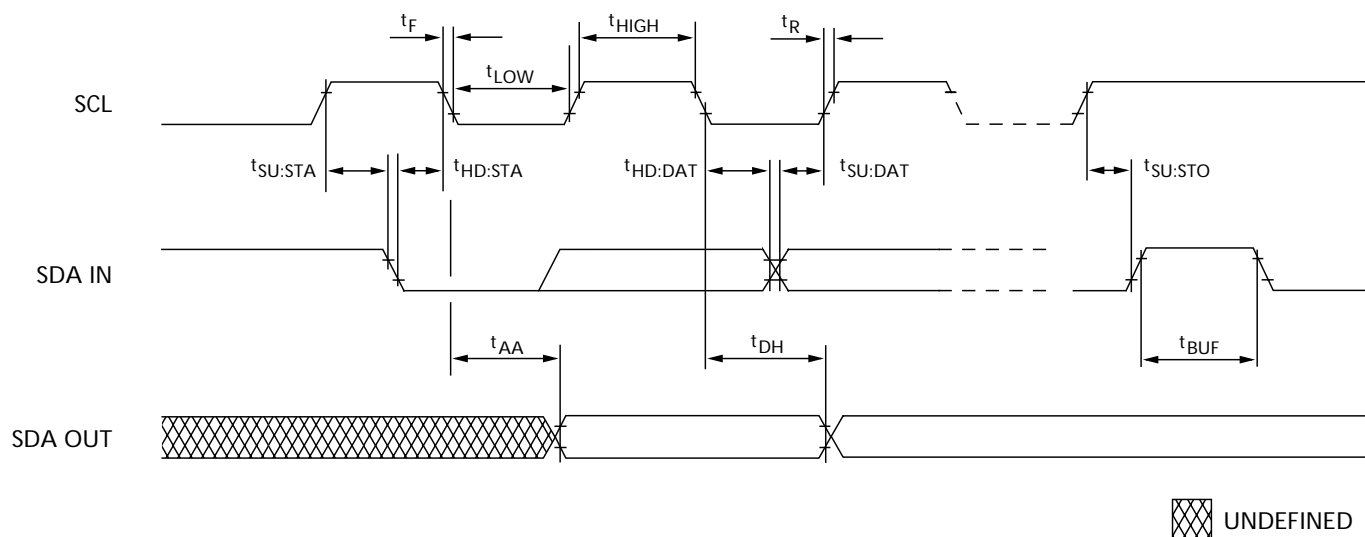 tF
tHIGH
tR
tLOW
SCL
tSU:STA
tHD:STA
tHD:DAT
tSU:DAT
tSU:STO
SDA IN
tAA
tDH
tBUF
SDA OUT
UNDEFINED